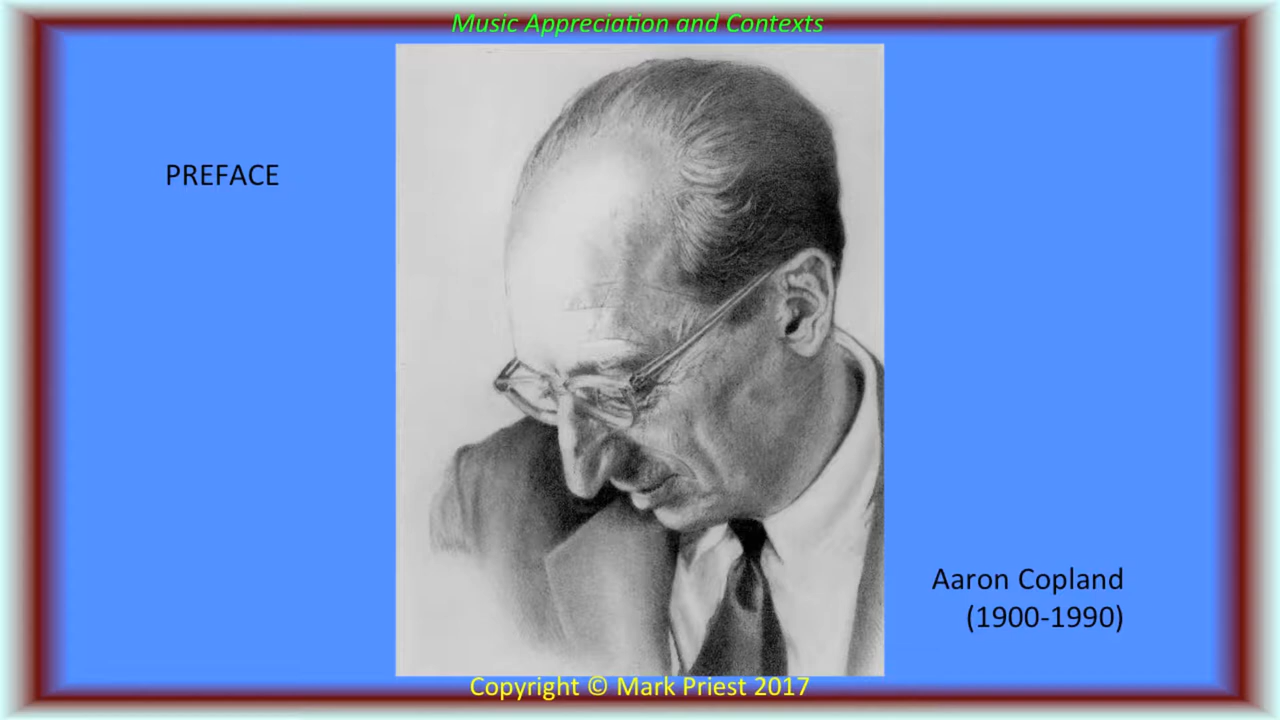 Music Appreciation and Contexts
PREFACE
Aaron Copland
(1900-1990)
Copyright © Mark Priest 2017